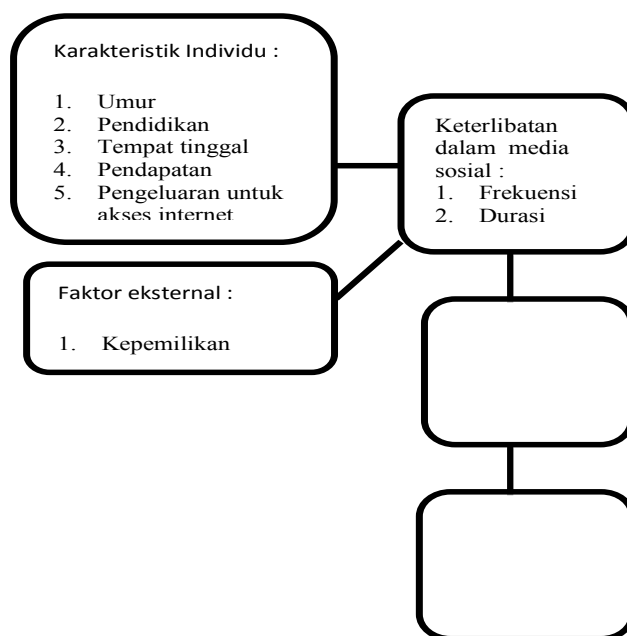 Karakteristik Individu :
1. Umur
2. Pendidikan
3. Tempat tinggal
4. Pendapatan
5. Pengeluaran untuk
akses internet
Keterlibatan
dalam media
sosial :
1. Frekuensi
2. Durasi
Faktor eksternal :
1. Kepemilikan